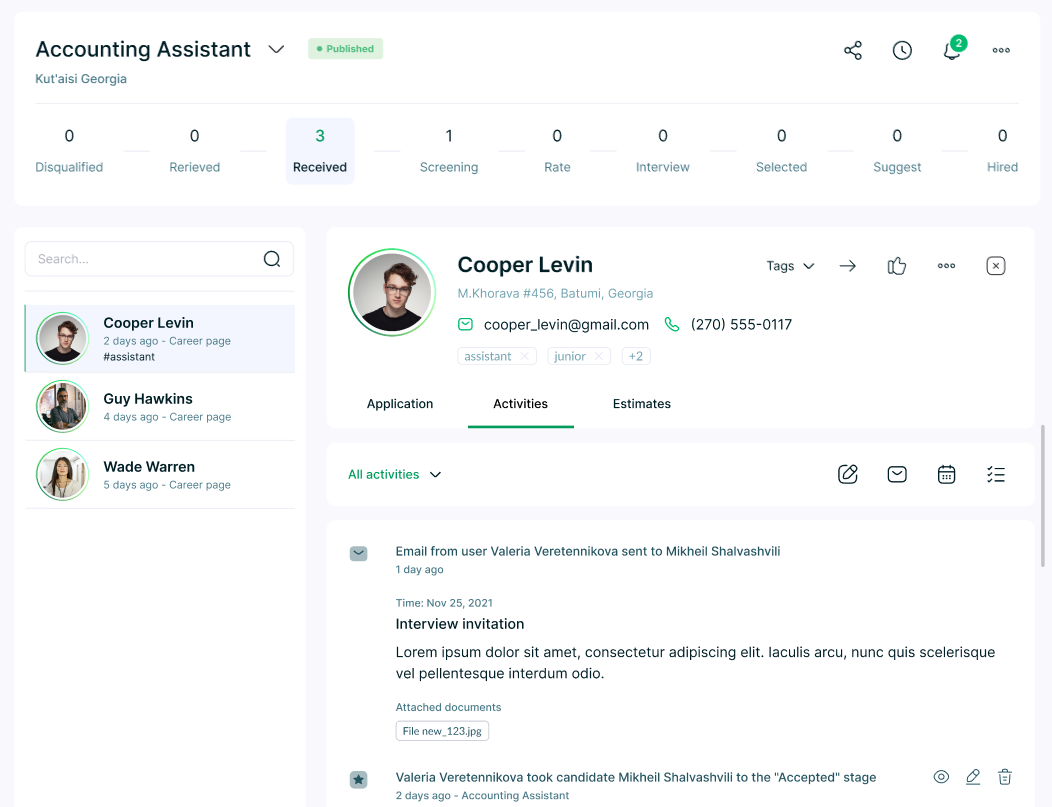 Accounting Assistant
Published
2
Kut'aisi Georgia
0
Disqualified
0
Rerieved
3
Received
1
Screening
0
Rate
0
Interview
0
Selected
0
Suggest
0
Hired
Search...
Cooper Levin
2 days ago - Career page
#assistant
Guy Hawkins
4 days ago - Career page
Wade Warren
5 days ago - Career page
Cooper Levin
Tags
M.Khorava #456, Batumi, Georgia
cooper_levin@gmail.com
(270) 555-0117
assistant
junior
+2
Application
Activities
Estimates
All activities
Email from user Valeria Veretennikova sent to Mikheil Shalvashvili
1 day ago
Time: Nov 25, 2021
Interview invitation
Lorem ipsum dolor sit amet, consectetur adipiscing elit. Iaculis arcu, nunc quis scelerisque
vel pellentesque interdum odio.
Attached documents
File new_123.jpg
Valeria Veretennikova took candidate Mikheil Shalvashvili to the "Accepted" stage
2 days ago - Accounting Assistant